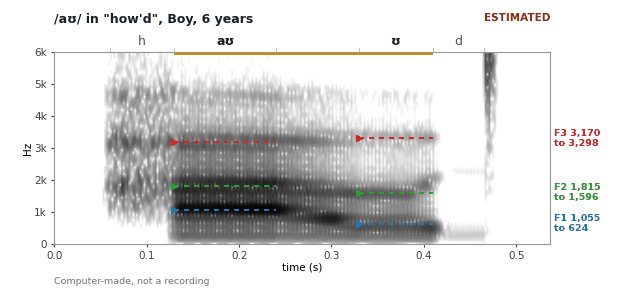 /aʊ/ in "how'd", Boy, 6 years
ESTIMATED
h aʊ ʊ d
6k
5k
4k
3k
2k
1k
0
Hz
F3 3,170
to 3,298
F2 1,815
to 1,596
F1 1,055
to 624
0.0 0.1 0.2 0.3 0.4 0.5
time (s)
Computer-made, not a recording